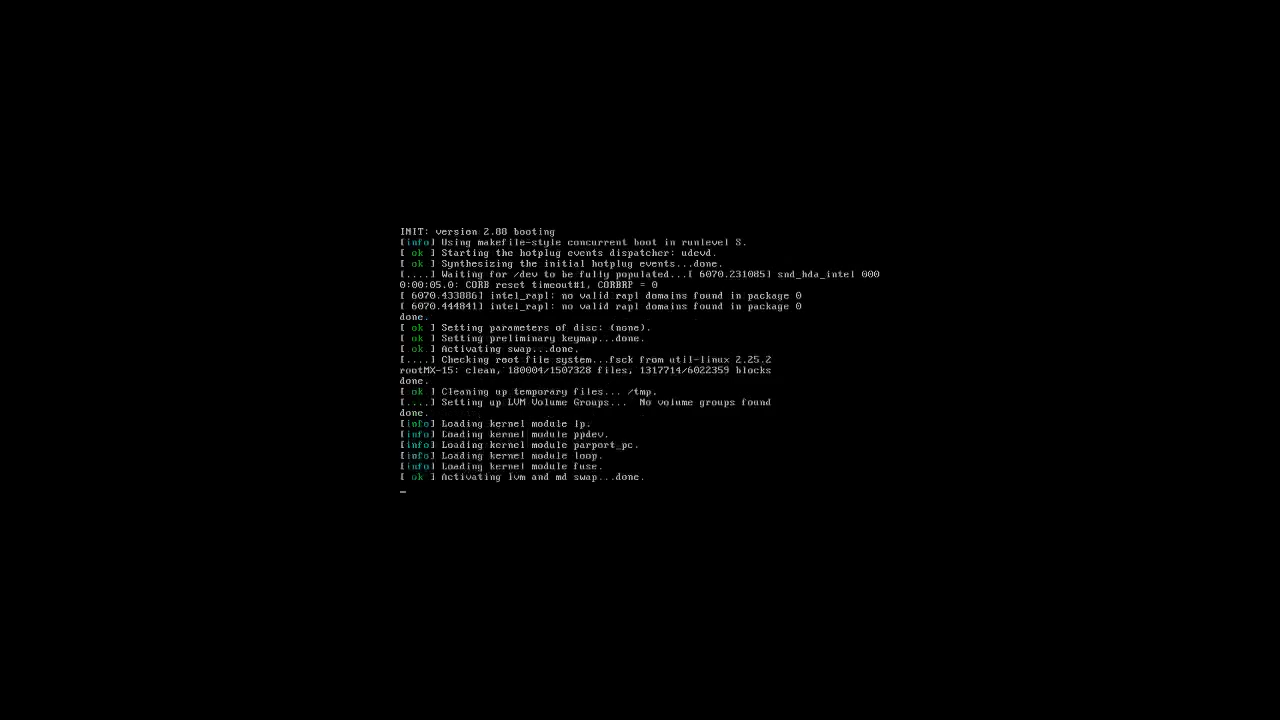 INIT: version 2.88 booting
[info] Using makefile-style concurrent boot in runlevel S.
[ ok ] Starting the hotplug events dispatcher: udevd.
[ ok ] Synthesizing the initial hotplug events...done.
[....] Waiting for /dev to be fully populated...[ 6070.231085] snd_hda_intel 000
0:00:05.0: CORB reset timeout#1, CORBRP = 0
[ 6070.433086] intel_rapl: no valid rapl domains found in package 0
[ 6070.444841] intel_rapl: no valid rapl domains found in package 0
done.
[ ok ] Setting parameters of disc: (none).
[ ok ] Setting preliminary keymap...done.
[ ok ] Activating swap...done.
[....] Checking root file system...fsck from util-linux 2.25.2
rootMX-15: clean, 180004/1507328 files, 1317714/6022359 blocks
done.
[ ok ] Cleaning up temporary files... /tmp.
[....] Setting up LVM Volume Groups...  No volume groups found
done.
[info] Loading kernel module lp.
[info] Loading kernel module ppdev.
[info] Loading kernel module parport_pc.
[info] Loading kernel module loop.
[info] Loading kernel module fuse.
[ ok ] Activating lvm and md swap...done.